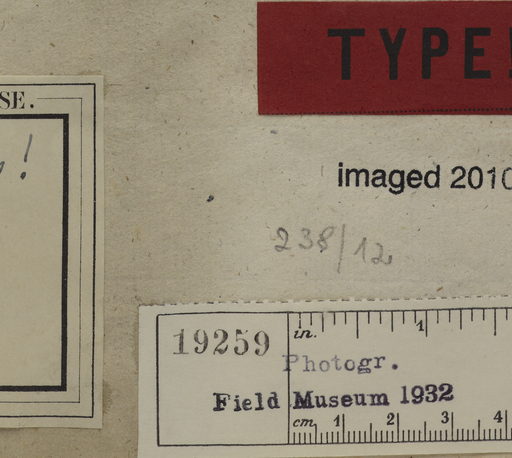 TYPE!
SE.
!
imaged 2010
238/12
19259
in. 1
Photogr.
Field Museum 1932
cm 1 2 3 4